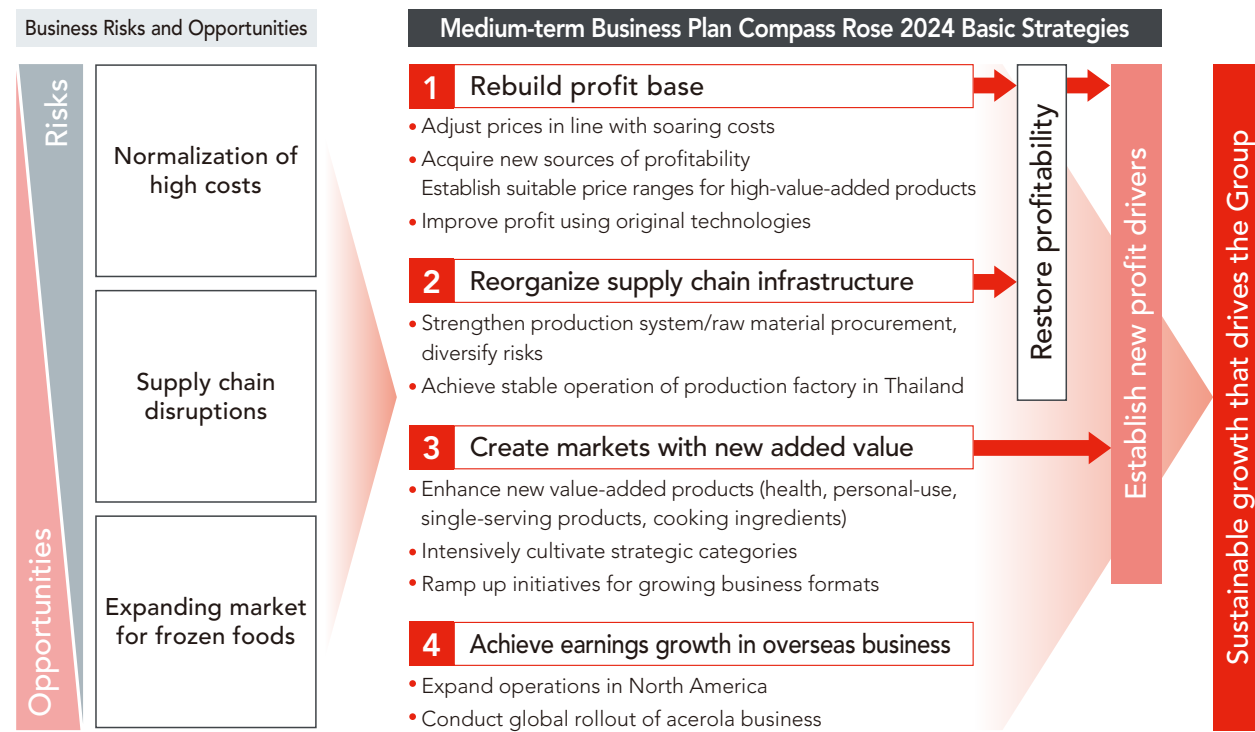 Business Risks and Opportunities
Risks
Opportunities
Normalization of
high costs
Supply chain
disruptions
Expanding market
for frozen foods
Medium-term Business Plan Compass Rose 2024 Basic Strategies
1 Rebuild profit base
• Adjust prices in line with soaring costs
• Acquire new sources of profitability
Establish suitable price ranges for high-value-added products
• Improve profit using original technologies
2 Reorganize supply chain infrastructure
• Strengthen production system/raw material procurement,
diversify risks
• Achieve stable operation of production factory in Thailand
3 Create markets with new added value
• Enhance new value-added products (health, personal-use,
single-serving products, cooking ingredients)
• Intensively cultivate strategic categories
• Ramp up initiatives for growing business formats
4 Achieve earnings growth in overseas business
• Expand operations in North America
• Conduct global rollout of acerola business
Restore profitability
Establish new profit drivers
Sustainable growth that drives the Group